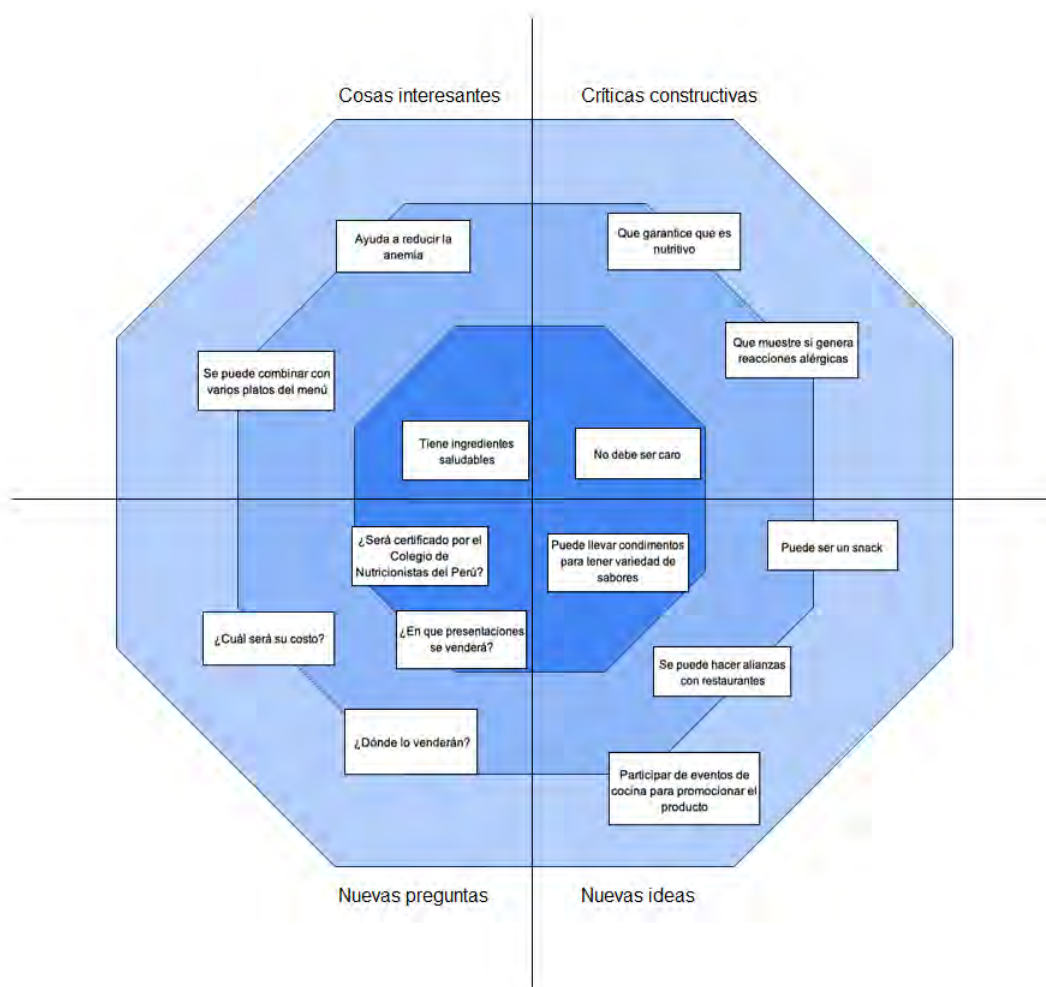 Cosas interesantes
Críticas constructivas
Ayuda a reducir la
anemia
Que garantice que es
nutritivo
Se puede combinar con
varios platos del menú
Que muestre si genera
reacciones alérgicas
Tiene ingredientes
saludables
No debe ser caro
¿Será certificado por el
Colegio de
Nutricionistas del Perú?
Puede llevar condimentos
para tener variedad de
sabores
Puede ser un snack
¿Cuál será su costo?
¿En que presentaciones
se venderá?
Se puede hacer alianzas
con restaurantes
¿Dónde lo venderán?
Participar de eventos de
cocina para promocionar el
producto
Nuevas preguntas
Nuevas ideas